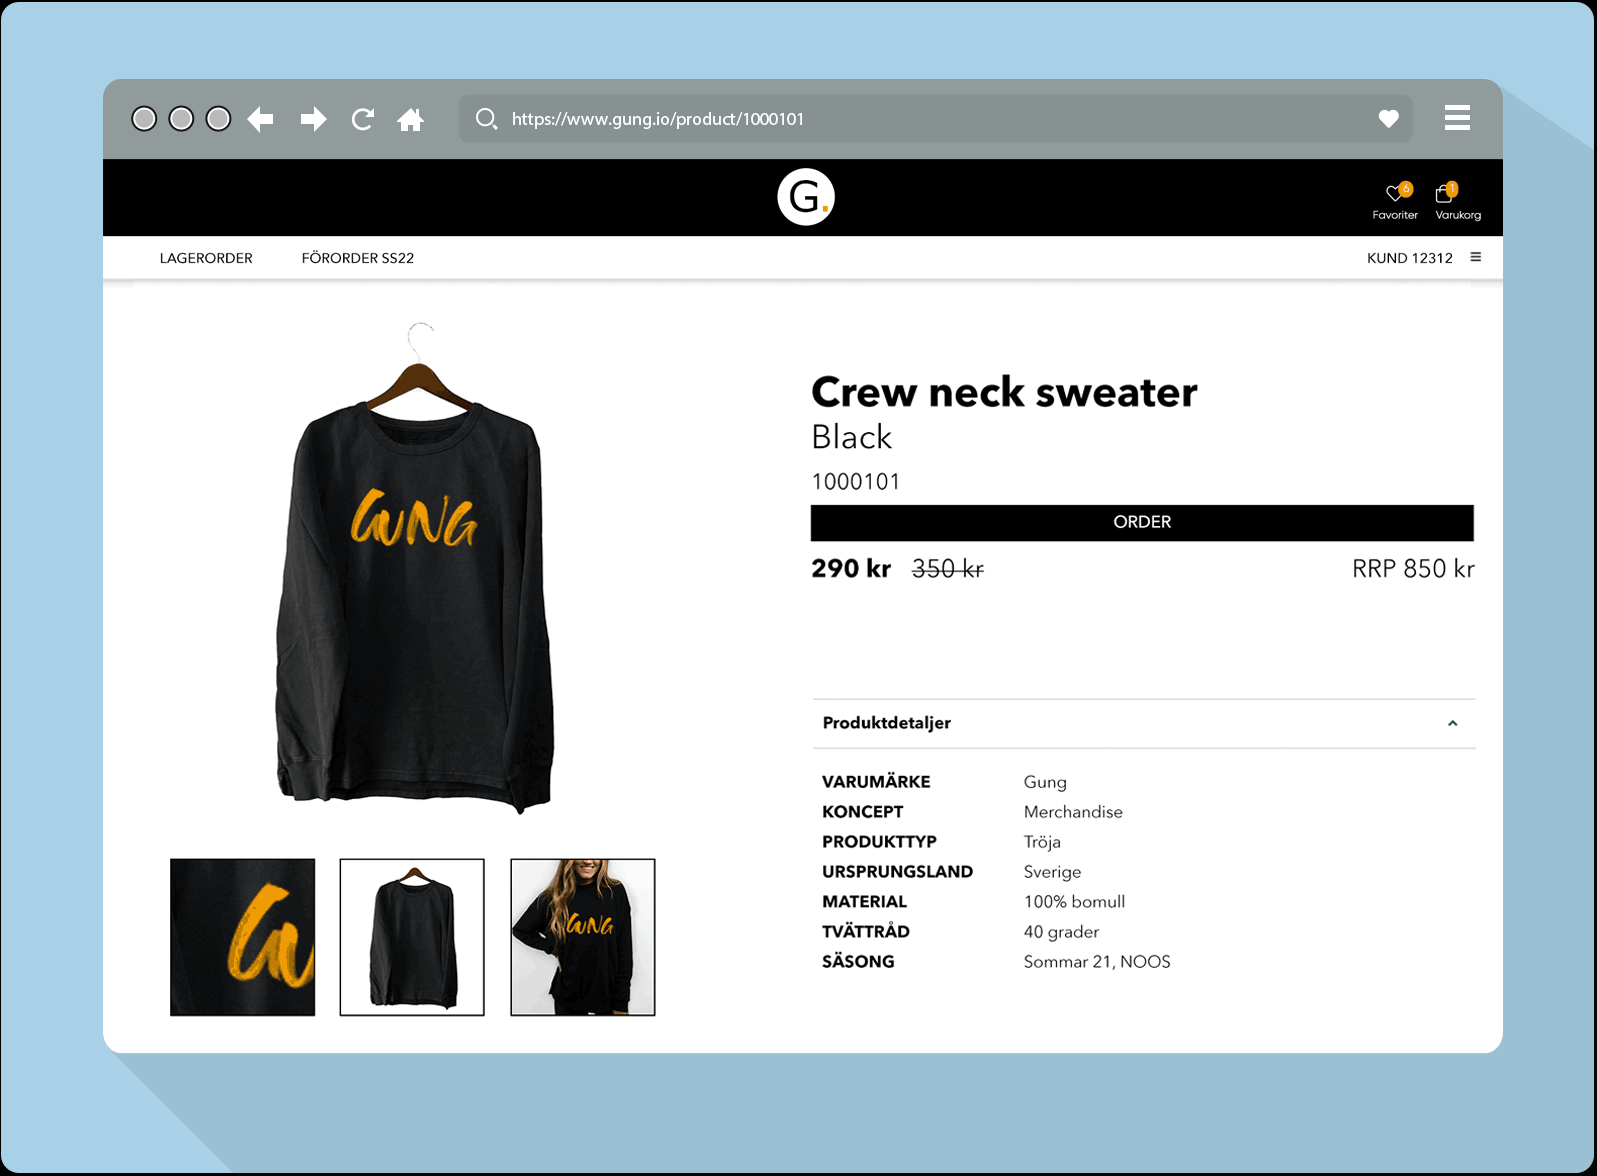 https://www.gung.io/product/1000101
G.
6
1
Favoriter
Varukorg
LAGERORDER
FÖRORDER SS22
KUND 12312
GUNG
Crew neck sweater
Black
1000101
ORDER
290 kr 350 kr RRP 850 kr
Produktdetaljer
VARUMÄRKE Gung
KONCEPT Merchandise
PRODUKTTYP Tröja
URSPRUNGSLAND Sverige
MATERIAL 100% bomull
TVÄTTRÅD 40 grader
SÄSONG Sommar 21, NOOS
GU
GUNG